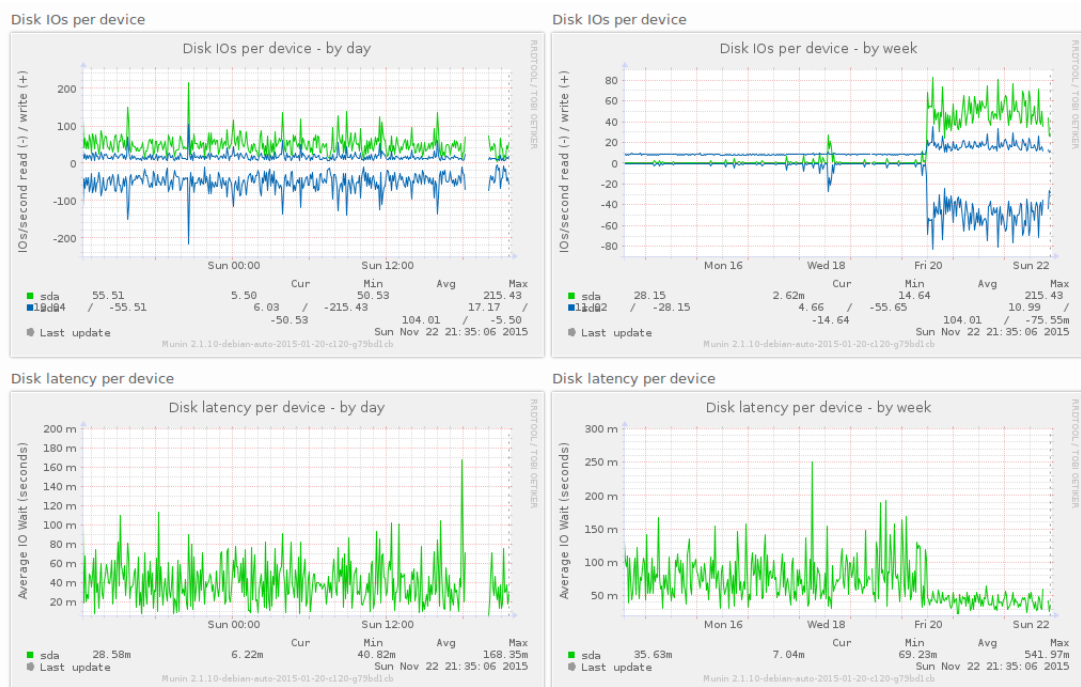 Disk IOs per device
Disk IOs per device - by day
IOs/second read (-) / write (+)
200
100
0
-100
-200
Sun 00:00 Sun 12:00
Cur Min Avg Max
sda 55.51 5.50 50.53 215.43
/ -55.51 6.03 / -215.43 17.17 /
-50.53 104.01 / -5.50
Last update Sun Nov 22 21:35:06 2015
Munin 2.1.10-debian-auto-2015-01-20-c120-g79bd1cb
RRDTOOL / TOBI OETIKER
Disk IOs per device
Disk IOs per device - by week
IOs/second read (-) / write (+)
80
60
40
20
0
-20
-40
-60
-80
Mon 16 Wed 18 Fri 20 Sun 22
Cur Min Avg Max
sda 28.15 2.62m 14.64 215.43
/ -28.15 4.66 / -55.65 10.99 /
-14.64 104.01 / -75.55m
Last update Sun Nov 22 21:35:06 2015
Munin 2.1.10-debian-auto-2015-01-20-c120-g79bd1cb
RRDTOOL / TOBI OETIKER
Disk latency per device
Disk latency per device - by day
Average IO Wait (seconds)
200 m
180 m
160 m
140 m
120 m
100 m
80 m
60 m
40 m
20 m
Sun 00:00 Sun 12:00
Cur Min Avg Max
sda 28.58m 6.22m 40.82m 168.35m
Last update Sun Nov 22 21:35:06 2015
Munin 2.1.10-debian-auto-2015-01-20-c120-g79bd1cb
RRDTOOL / TOBI OETIKER
Disk latency per device
Disk latency per device - by week
Average IO Wait (seconds)
300 m
250 m
200 m
150 m
100 m
50 m
Mon 16 Wed 18 Fri 20 Sun 22
Cur Min Avg Max
sda 35.63m 7.04m 69.23m 541.97m
Last update Sun Nov 22 21:35:06 2015
Munin 2.1.10-debian-auto-2015-01-20-c120-g79bd1cb
RRDTOOL / TOBI OETIKER